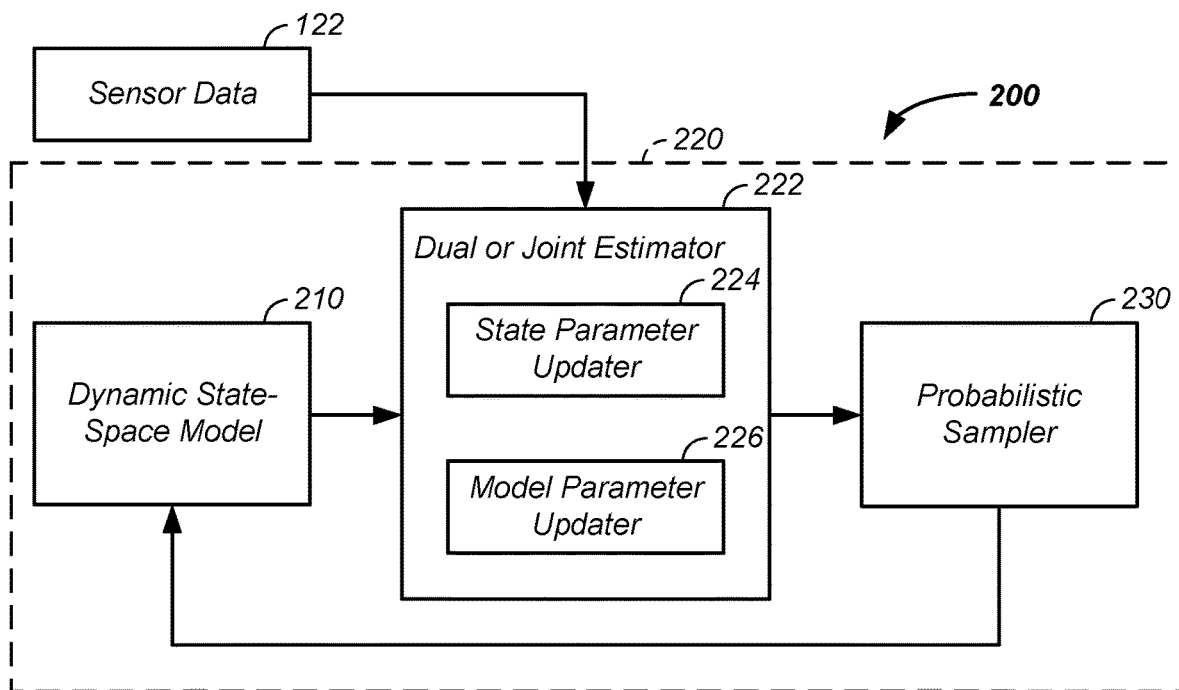 122
Sensor Data
200
220
222
Dual or Joint Estimator
224
State Parameter
Updater
210
Dynamic State-
Space Model
230
Probabilistic
Sampler
226
Model Parameter
Updater